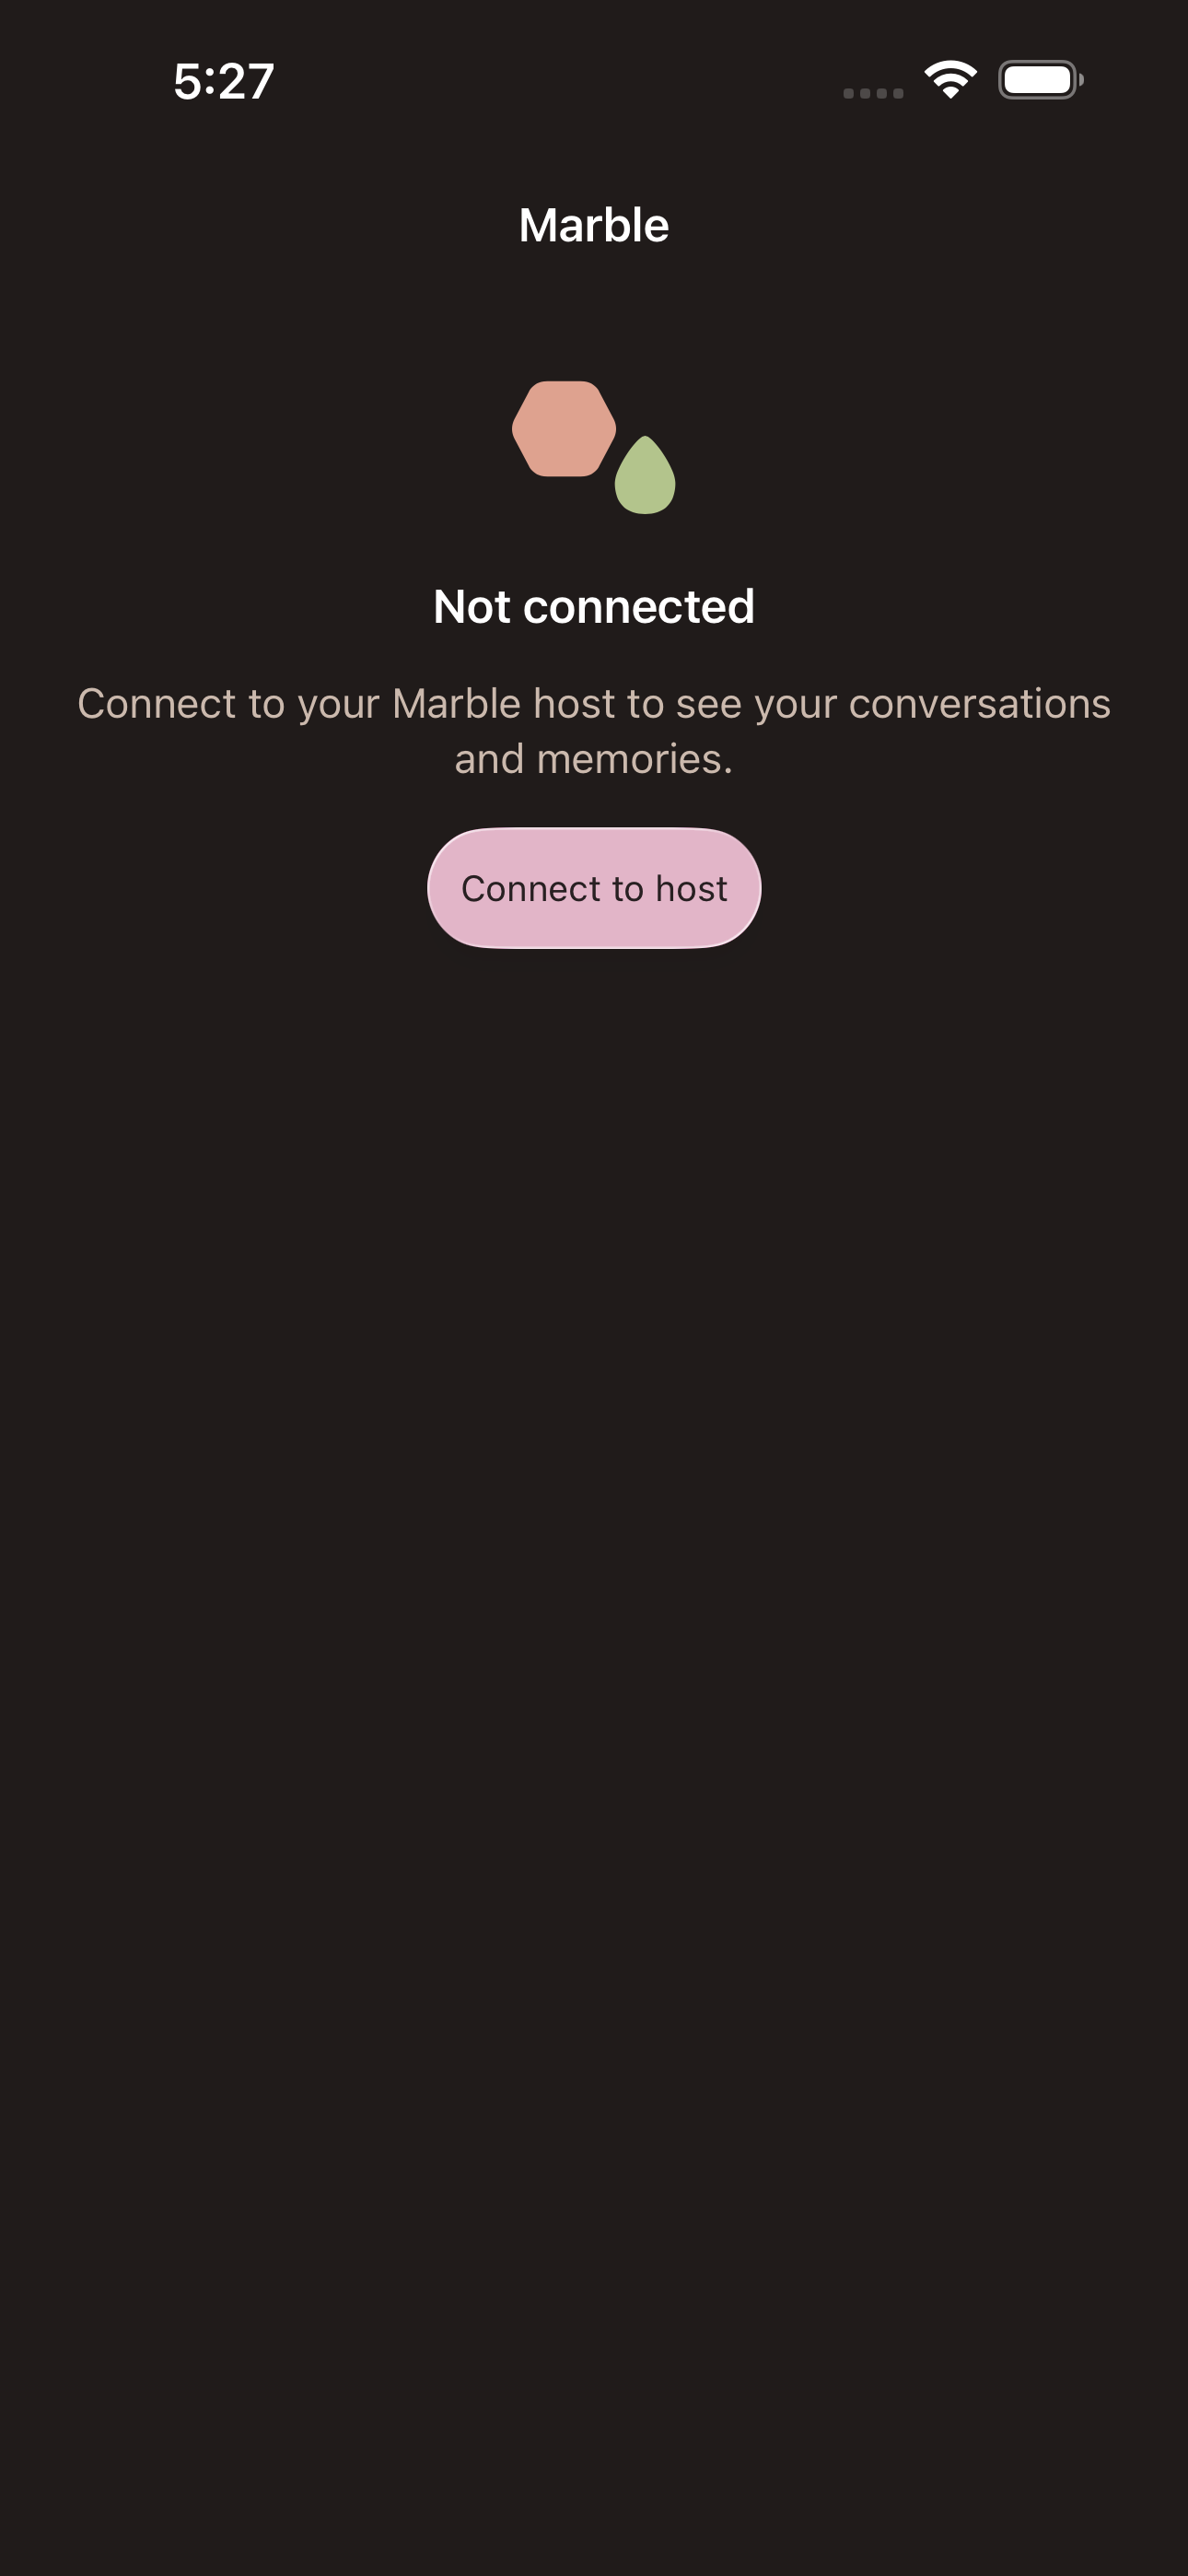 5:27
Marble
Not connected
Connect to your Marble host to see your conversations
and memories.
Connect to host